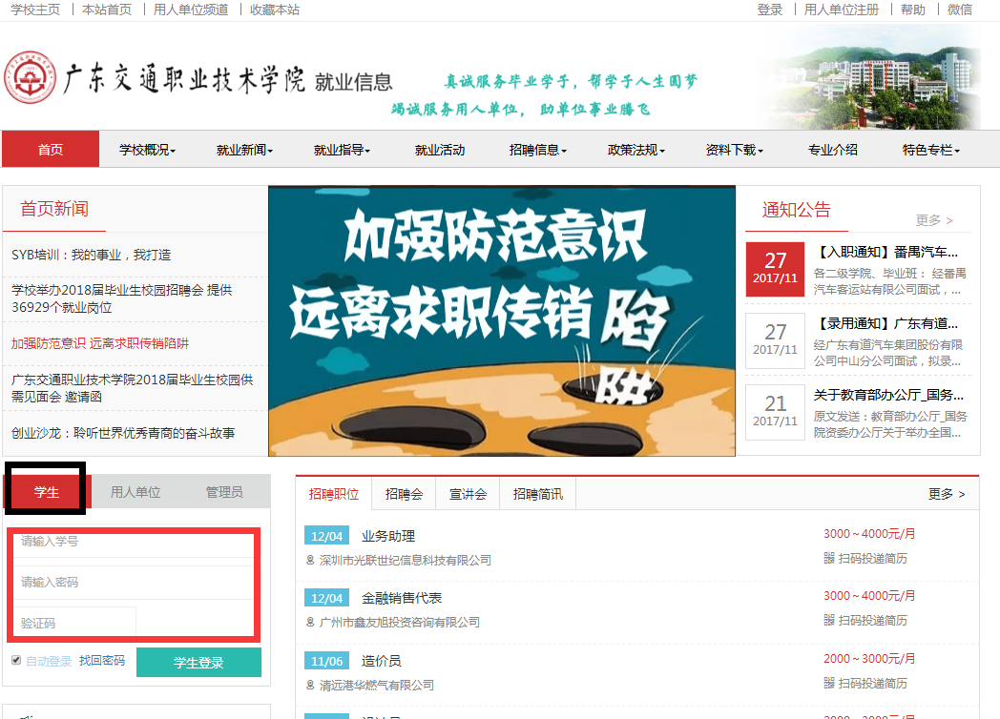 学校主页 本站首页 用人单位频道 收藏本站
登录 用人单位注册 帮助 微信
广东交通职业技术学院 就业信息
真诚服务毕业学子，帮学子人生圆梦
竭诚服务用人单位，助单位事业腾飞
首页 学校概况 就业新闻 就业指导 就业活动 招聘信息 政策法规 资料下载 专业介绍 特色专栏
首页新闻
SYB培训：我的事业，我打造
学校举办2018届毕业生校园招聘会 提供
36929个就业岗位
加强防范意识 远离求职传销陷阱
广东交通职业技术学院2018届毕业生校园供
需见面会 邀请函
创业沙龙：聆听世界优秀青商的奋斗故事
加强防范意识
远离求职传销陷
阱
通知公告
更多 >
27
2017/11
【入职通知】番禺汽车...
各二级学院、毕业班： 经番禺
汽车客运站有限公司面试，...
27
2017/11
【录用通知】广东有道...
经广东有道汽车集团股份有限
公司中山分公司面试，拟录...
21
2017/11
关于教育部办公厅_国务...
原文发送：教育部办公厅_国务
院资委办公厅关于举办全国...
学生 用人单位 管理员
请输入学号
请输入密码
验证码
自动登录 找回密码 学生登录
招聘职位 招聘会 宣讲会 招聘简讯 更多 >
12/04 业务助理 3000～4000元/月
深圳市光联世纪信息科技有限公司 扫码投递简历
12/04 金融销售代表 3000～4000元/月
广州市鑫友旭投资咨询有限公司 扫码投递简历
11/06 造价员 2000～3000元/月
清远港华燃气有限公司 扫码投递简历